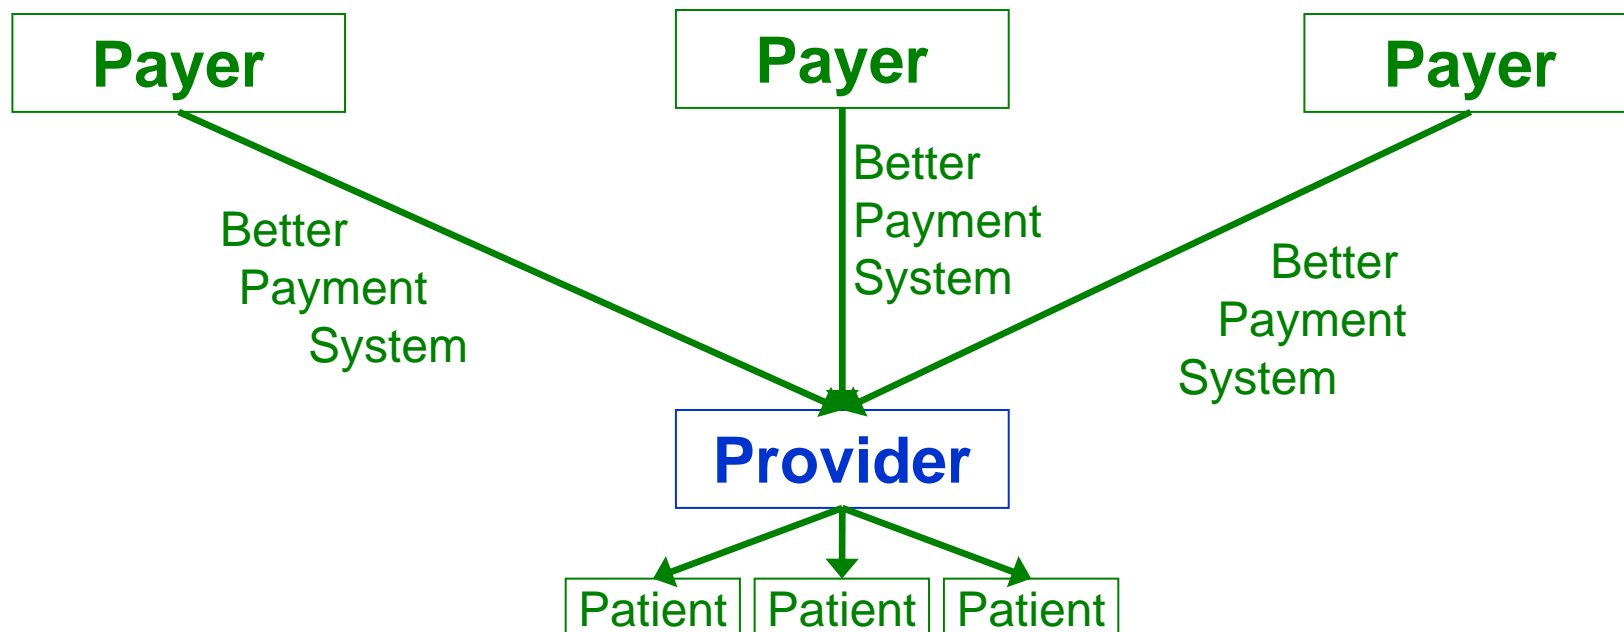 Payer
Payer
Payer
Better
Payment
System
Better
Payment
System
Better
Payment
System
Provider
Patient
Patient
Patient